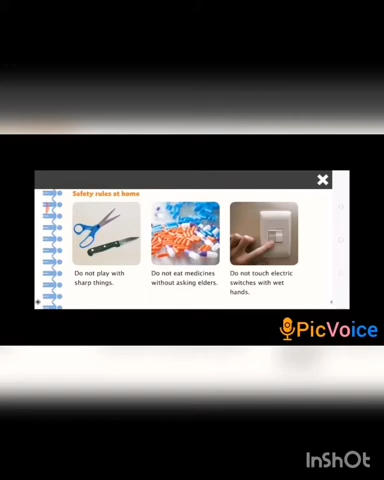 Safety rules at home
Do not play with
sharp things.
Do not eat medicines
without asking elders.
Do not touch electric
switches with wet
hands.
PicVoice
InShOt